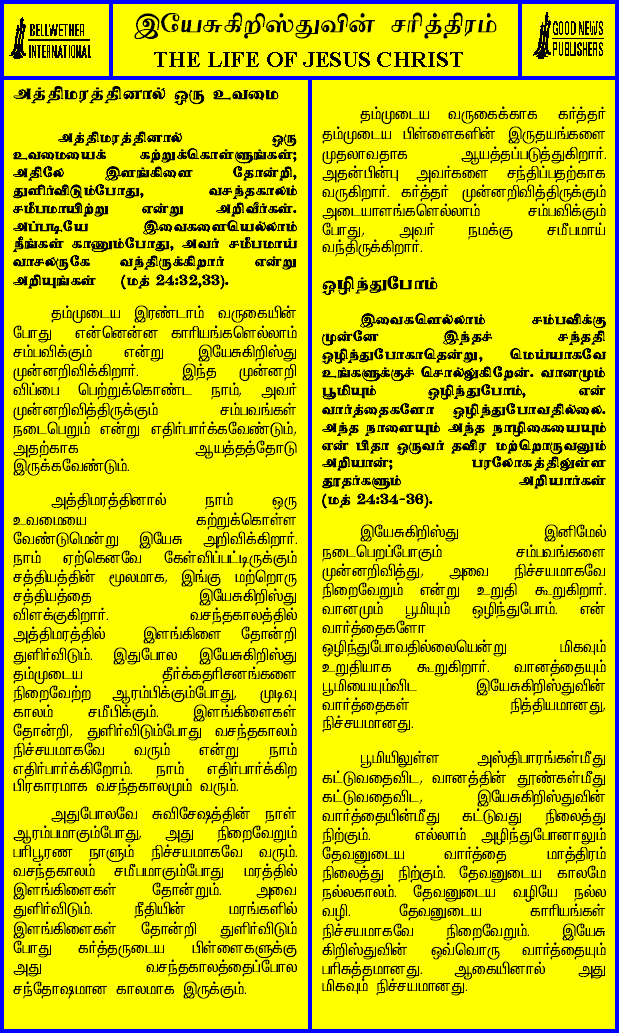 BELLWETHER
INTERNATIONAL
இயேசுகிறிஸ்துவின் சரித்திரம்
THE LIFE OF JESUS CHRIST
GOOD NEWS
PUBLISHERS
அத்திமரத்தினால் ஒரு உவமை
அத்திமரத்தினால் ஒரு
உவமையைக் கற்றுக்கொள்ளுங்கள்;
அதிலே இளங்கிளை தோன்றி,
துளிர்விடும்போது, வசந்தகாலம்
சமீபமாயிற்று என்று அறிவீர்கள்.
அப்படியே இவைகளையெல்லாம்
நீங்கள் காணும்போது, அவர் சமீபமாய்
வாசலருகே வந்திருக்கிறார் என்று
அறியுங்கள் (மத் 24:32,33).
தம்முடைய இரண்டாம் வருகையின்
போது என்னென்ன காரியங்களெல்லாம்
சம்பவிக்கும் என்று இயேசுகிறிஸ்து
முன்னறிவிக்கிறார். இந்த முன்னறி
விப்பை பெற்றுக்கொண்ட நாம், அவர்
முன்னறிவித்திருக்கும் சம்பவங்கள்
நடைபெறும் என்று எதிர்பார்க்கவேண்டும்,
அதற்காக ஆயத்தத்தோடு
இருக்கவேண்டும்.
அத்திமரத்தினால் நாம் ஒரு
உவமையை கற்றுக்கொள்ள
வேண்டுமென்று இயேசு அறிவிக்கிறார்.
நாம் ஏற்கெனவே கேள்விப்பட்டிருக்கும்
சத்தியத்தின் மூலமாக, இங்கு மற்றொரு
சத்தியத்தை இயேசுகிறிஸ்து
விளக்குகிறார். வசந்தகாலத்தில்
அத்திமரத்தில் இளங்கிளை தோன்றி
துளிர்விடும். இதுபோல இயேசுகிறிஸ்து
தம்முடைய தீர்க்கதரிசனங்களை
நிறைவேற்ற ஆரம்பிக்கும்போது, முடிவு
காலம் சமீபிக்கும். இளங்கிளைகள்
தோன்றி, துளிர்விடும்போது வசந்தகாலம்
நிச்சயமாகவே வரும் என்று நாம்
எதிர்பார்க்கிறோம். நாம் எதிர்பார்க்கிற
பிரகாரமாக வசந்தகாலமும் வரும்.
அதுபோலவே சுவிசேஷத்தின் நாள்
ஆரம்பமாகும்போது, அது நிறைவேறும்
பரிபூரண நாளும் நிச்சயமாகவே வரும்.
வசந்தகாலம் சமீபமாகும்போது மரத்தில்
இளங்கிளைகள் தோன்றும். அவை
துளிர்விடும். நீதியின் மரங்களில்
இளங்கிளைகள் தோன்றி துளிர்விடும்
போது கர்த்தருடைய பிள்ளைகளுக்கு
அது வசந்தகாலத்தைப்போல
சந்தோஷமான காலமாக இருக்கும்.
தம்முடைய வருகைக்காக கர்த்தர்
தம்முடைய பிள்ளைகளின் இருதயங்களை
முதலாவதாக ஆயத்தப்படுத்துகிறார்.
அதன்பின்பு அவர்களை சந்திப்பதற்காக
வருகிறார். கர்த்தர் முன்னறிவித்திருக்கும்
அடையாளங்களெல்லாம் சம்பவிக்கும்
போது, அவர் நமக்கு சமீபமாய்
வந்திருக்கிறார்.
ஒழிந்துபோம்
இவைகளெல்லாம் சம்பவிக்கு
முன்னே இந்தச் சந்ததி
ஒழிந்துபோகாதென்று, மெய்யாகவே
உங்களுக்குச் சொல்லுகிறேன். வானமும்
பூமியும் ஒழிந்துபோம், என்
வார்த்தைகளோ ஒழிந்துபோவதில்லை.
அந்த நாளையும் அந்த நாழிகையையும்
என் பிதா ஒருவர் தவிர மற்றொருவனும்
அறியான்; பரலோகத்திலுள்ள
தூதர்களும் அறியார்கள்
(மத் 24:34-36).
இயேசுகிறிஸ்து இனிமேல்
நடைபெறப்போகும் சம்பவங்களை
முன்னறிவித்து, அவை நிச்சயமாகவே
நிறைவேறும் என்று உறுதி கூறுகிறார்.
வானமும் பூமியும் ஒழிந்துபோம். என்
வார்த்தைகளோ
ஒழிந்துபோவதில்லையென்று மிகவும்
உறுதியாக கூறுகிறார். வானத்தையும்
பூமியையும்விட இயேசுகிறிஸ்துவின்
வார்த்தைகள் நித்தியமானது,
நிச்சயமானது.
பூமியிலுள்ள அஸ்திபாரங்கள்மீது
கட்டுவதைவிட, வானத்தின் தூண்கள்மீது
கட்டுவதைவிட, இயேசுகிறிஸ்துவின்
வார்த்தையின்மீது கட்டுவது நிலைத்து
நிற்கும். எல்லாம் அழிந்துபோனாலும்
தேவனுடைய வார்த்தை மாத்திரம்
நிலைத்து நிற்கும். தேவனுடைய காலமே
நல்லகாலம். தேவனுடைய வழியே நல்ல
வழி. தேவனுடைய காரியங்கள்
நிச்சயமாகவே நிறைவேறும். இயேசு
கிறிஸ்துவின் ஒவ்வொரு வார்த்தையும்
பரிசுத்தமானது. ஆகையினால் அது
மிகவும் நிச்சயமானது.